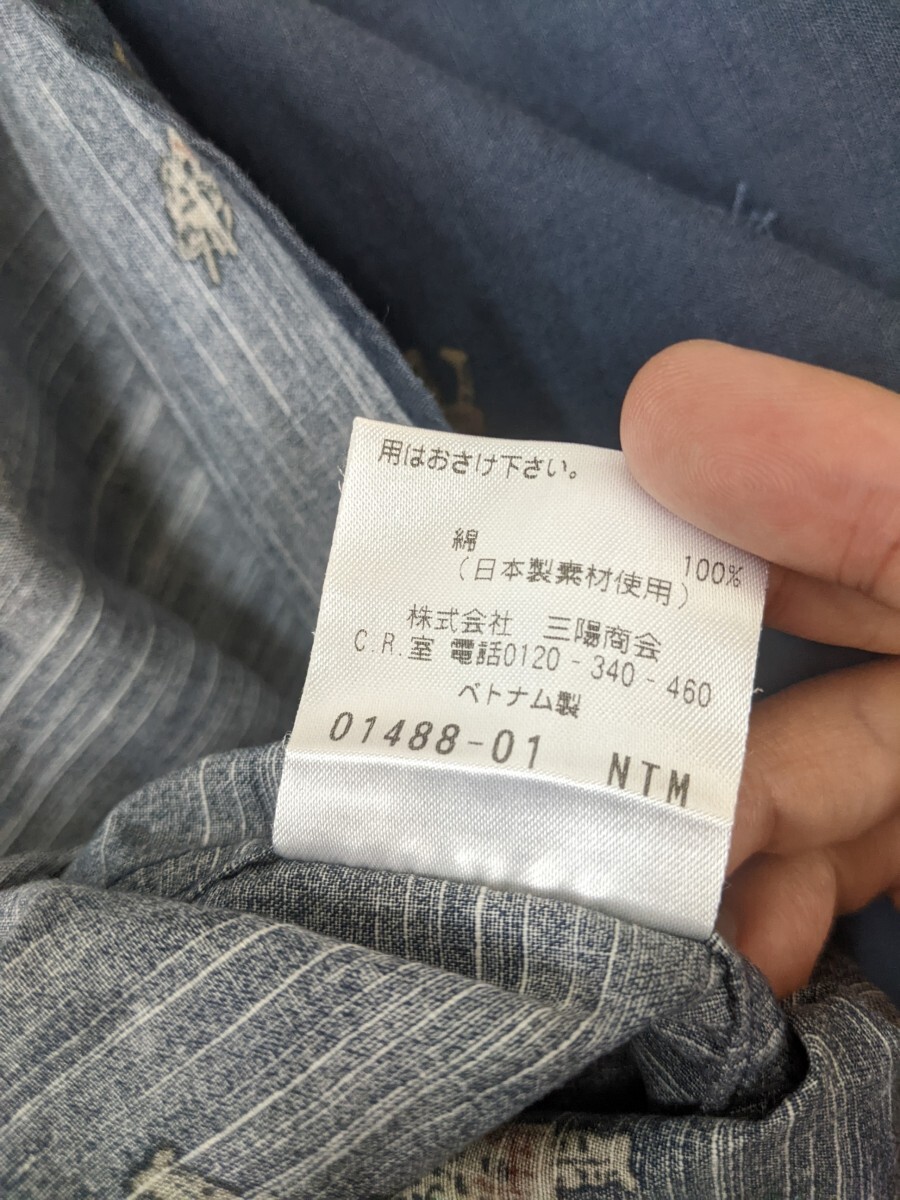 用はおさけ下さい。
綿 100%
(日本製素材使用)
株式会社 三陽商会
C.R.室 電話0120-340-460
ベトナム製
01488-01 NTM